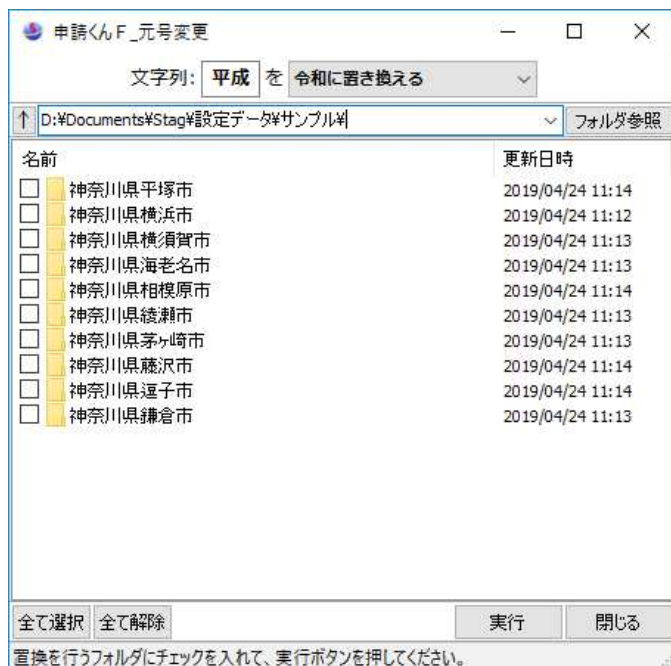 申請くんF_元号変更
文字列: 平成 を 令和に置き換える
↑ D:¥Documents¥Stag¥設定データ¥サンプル¥ フォルダ参照
名前 更新日時
神奈川県平塚市 2019/04/24 11:14
神奈川県横浜市 2019/04/24 11:12
神奈川県横須賀市 2019/04/24 11:13
神奈川県海老名市 2019/04/24 11:13
神奈川県相模原市 2019/04/24 11:14
神奈川県綾瀬市 2019/04/24 11:13
神奈川県茅ヶ崎市 2019/04/24 11:13
神奈川県藤沢市 2019/04/24 11:14
神奈川県逗子市 2019/04/24 11:14
神奈川県鎌倉市 2019/04/24 11:13
全て選択 全て解除 実行 閉じる
置換を行うフォルダにチェックを入れて、実行ボタンを押してください。